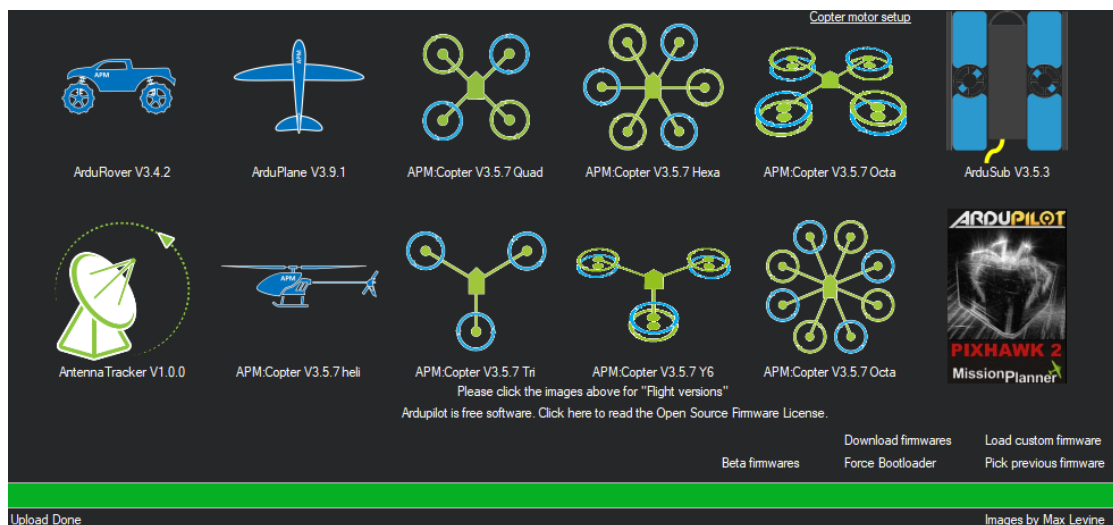 Copter motor setup
APM
APM
ArduRover V3.4.2
ArduPlane V3.9.1
APM:Copter V3.5.7 Quad
APM:Copter V3.5.7 Hexa
APM:Copter V3.5.7 Octa
ArduSub V3.5.3
APM
ARDUPILOT
PIXHAWK 2
MissionPlanner
AntennaTracker V1.0.0
APM:Copter V3.5.7 heli
APM:Copter V3.5.7 Tri
APM:Copter V3.5.7 Y6
APM:Copter V3.5.7 Octa
Please click the images above for "Flight versions"
Ardupilot is free software. Click here to read the Open Source Firmware License.
Download firmwares
Load custom firmware
Beta firmwares
Force Bootloader
Pick previous firmware
Upload Done
Images by Max Levine